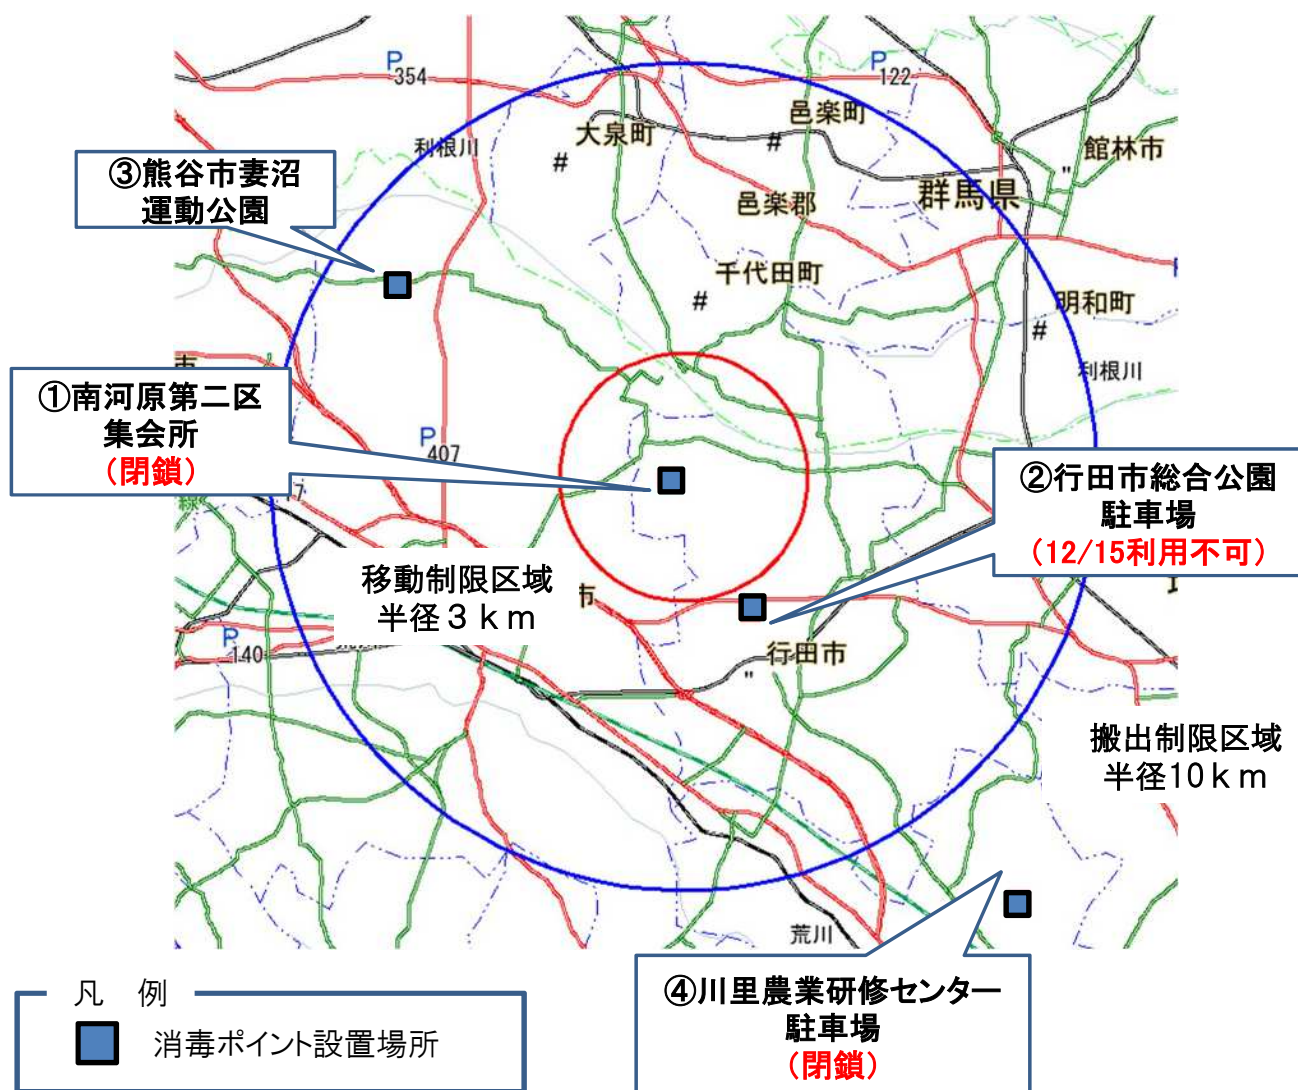 354
122
邑楽町
大泉町
利根川
館林市
③熊谷市妻沼
運動公園
群馬県
邑楽郡
千代田町
明和町
利根川
①南河原第二区
集会所
(閉鎖)
407
②行田市総合公園
駐車場
(12/15利用不可)
移動制限区域
半径3km
市
行田市
140
搬出制限区域
半径10km
荒川
④川里農業研修センター
駐車場
(閉鎖)
凡 例
消毒ポイント設置場所